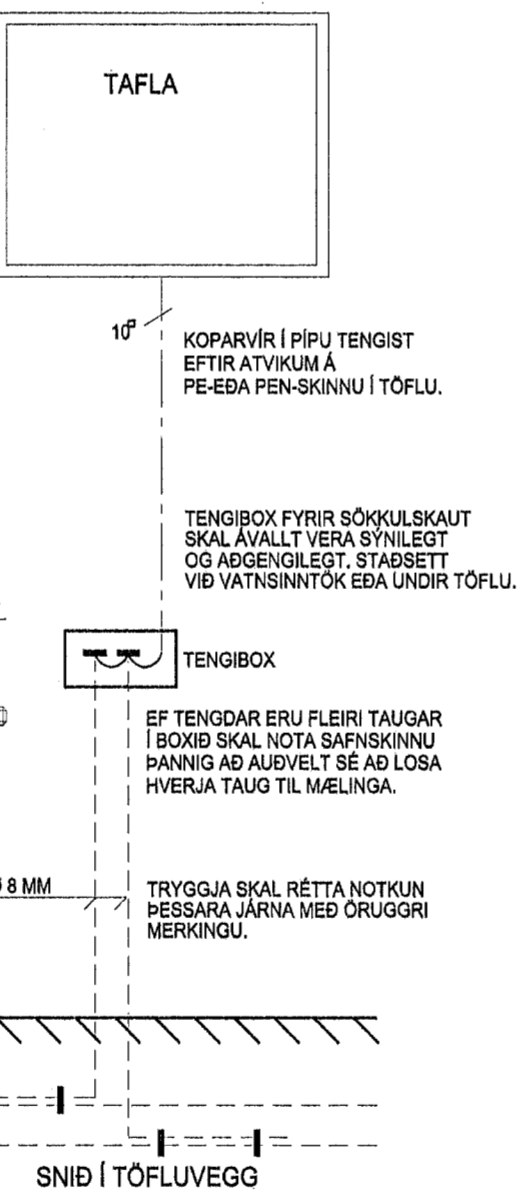 TAFLA
10
KOPARVÍR Í PÍPU TENGIST
EFTIR ATVIKUM Á
PE-EÐA PEN-SKINNU Í TÖFLU.
TENGIBOX FYRIR SÖKKULSKAUT
SKAL ÁVALLT VERA SÝNILEGT
OG AÐGENGILEGT. STAÐSETT
VIÐ VATNSINNTÖK EÐA UNDIR TÖFLU.
TENGIBOX
EF TENGDAR ERU FLEIRI TAUGAR
Í BOXIÐ SKAL NOTA SAFNSKINNU
ÞANNIG AÐ AUÐVELT SÉ AÐ LOSA
HVERJA TAUG TIL MÆLINGA.
8 MM
TRYGGJA SKAL RÉTTA NOTKUN
ÞESSARA JÁRNA MEÐ ÖRUGGRI
MERKINGU.
SNIÐ Í TÖFLUVEGG